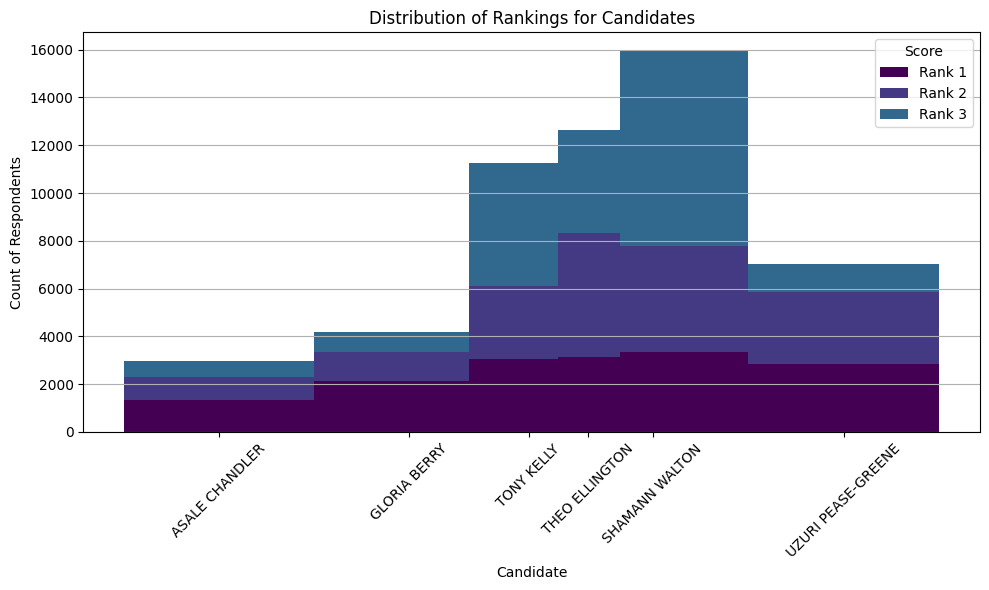 Distribution of Rankings for Candidates
Score
Rank 1
Rank 2
Rank 3
Count of Respondents
16000
14000
12000
10000
8000
6000
4000
2000
0
ASALE CHANDLER
GLORIA BERRY
TONY KELLY
THEO ELLINGTON
SHAMANN WALTON
UZURI PEASE-GREENE
Candidate